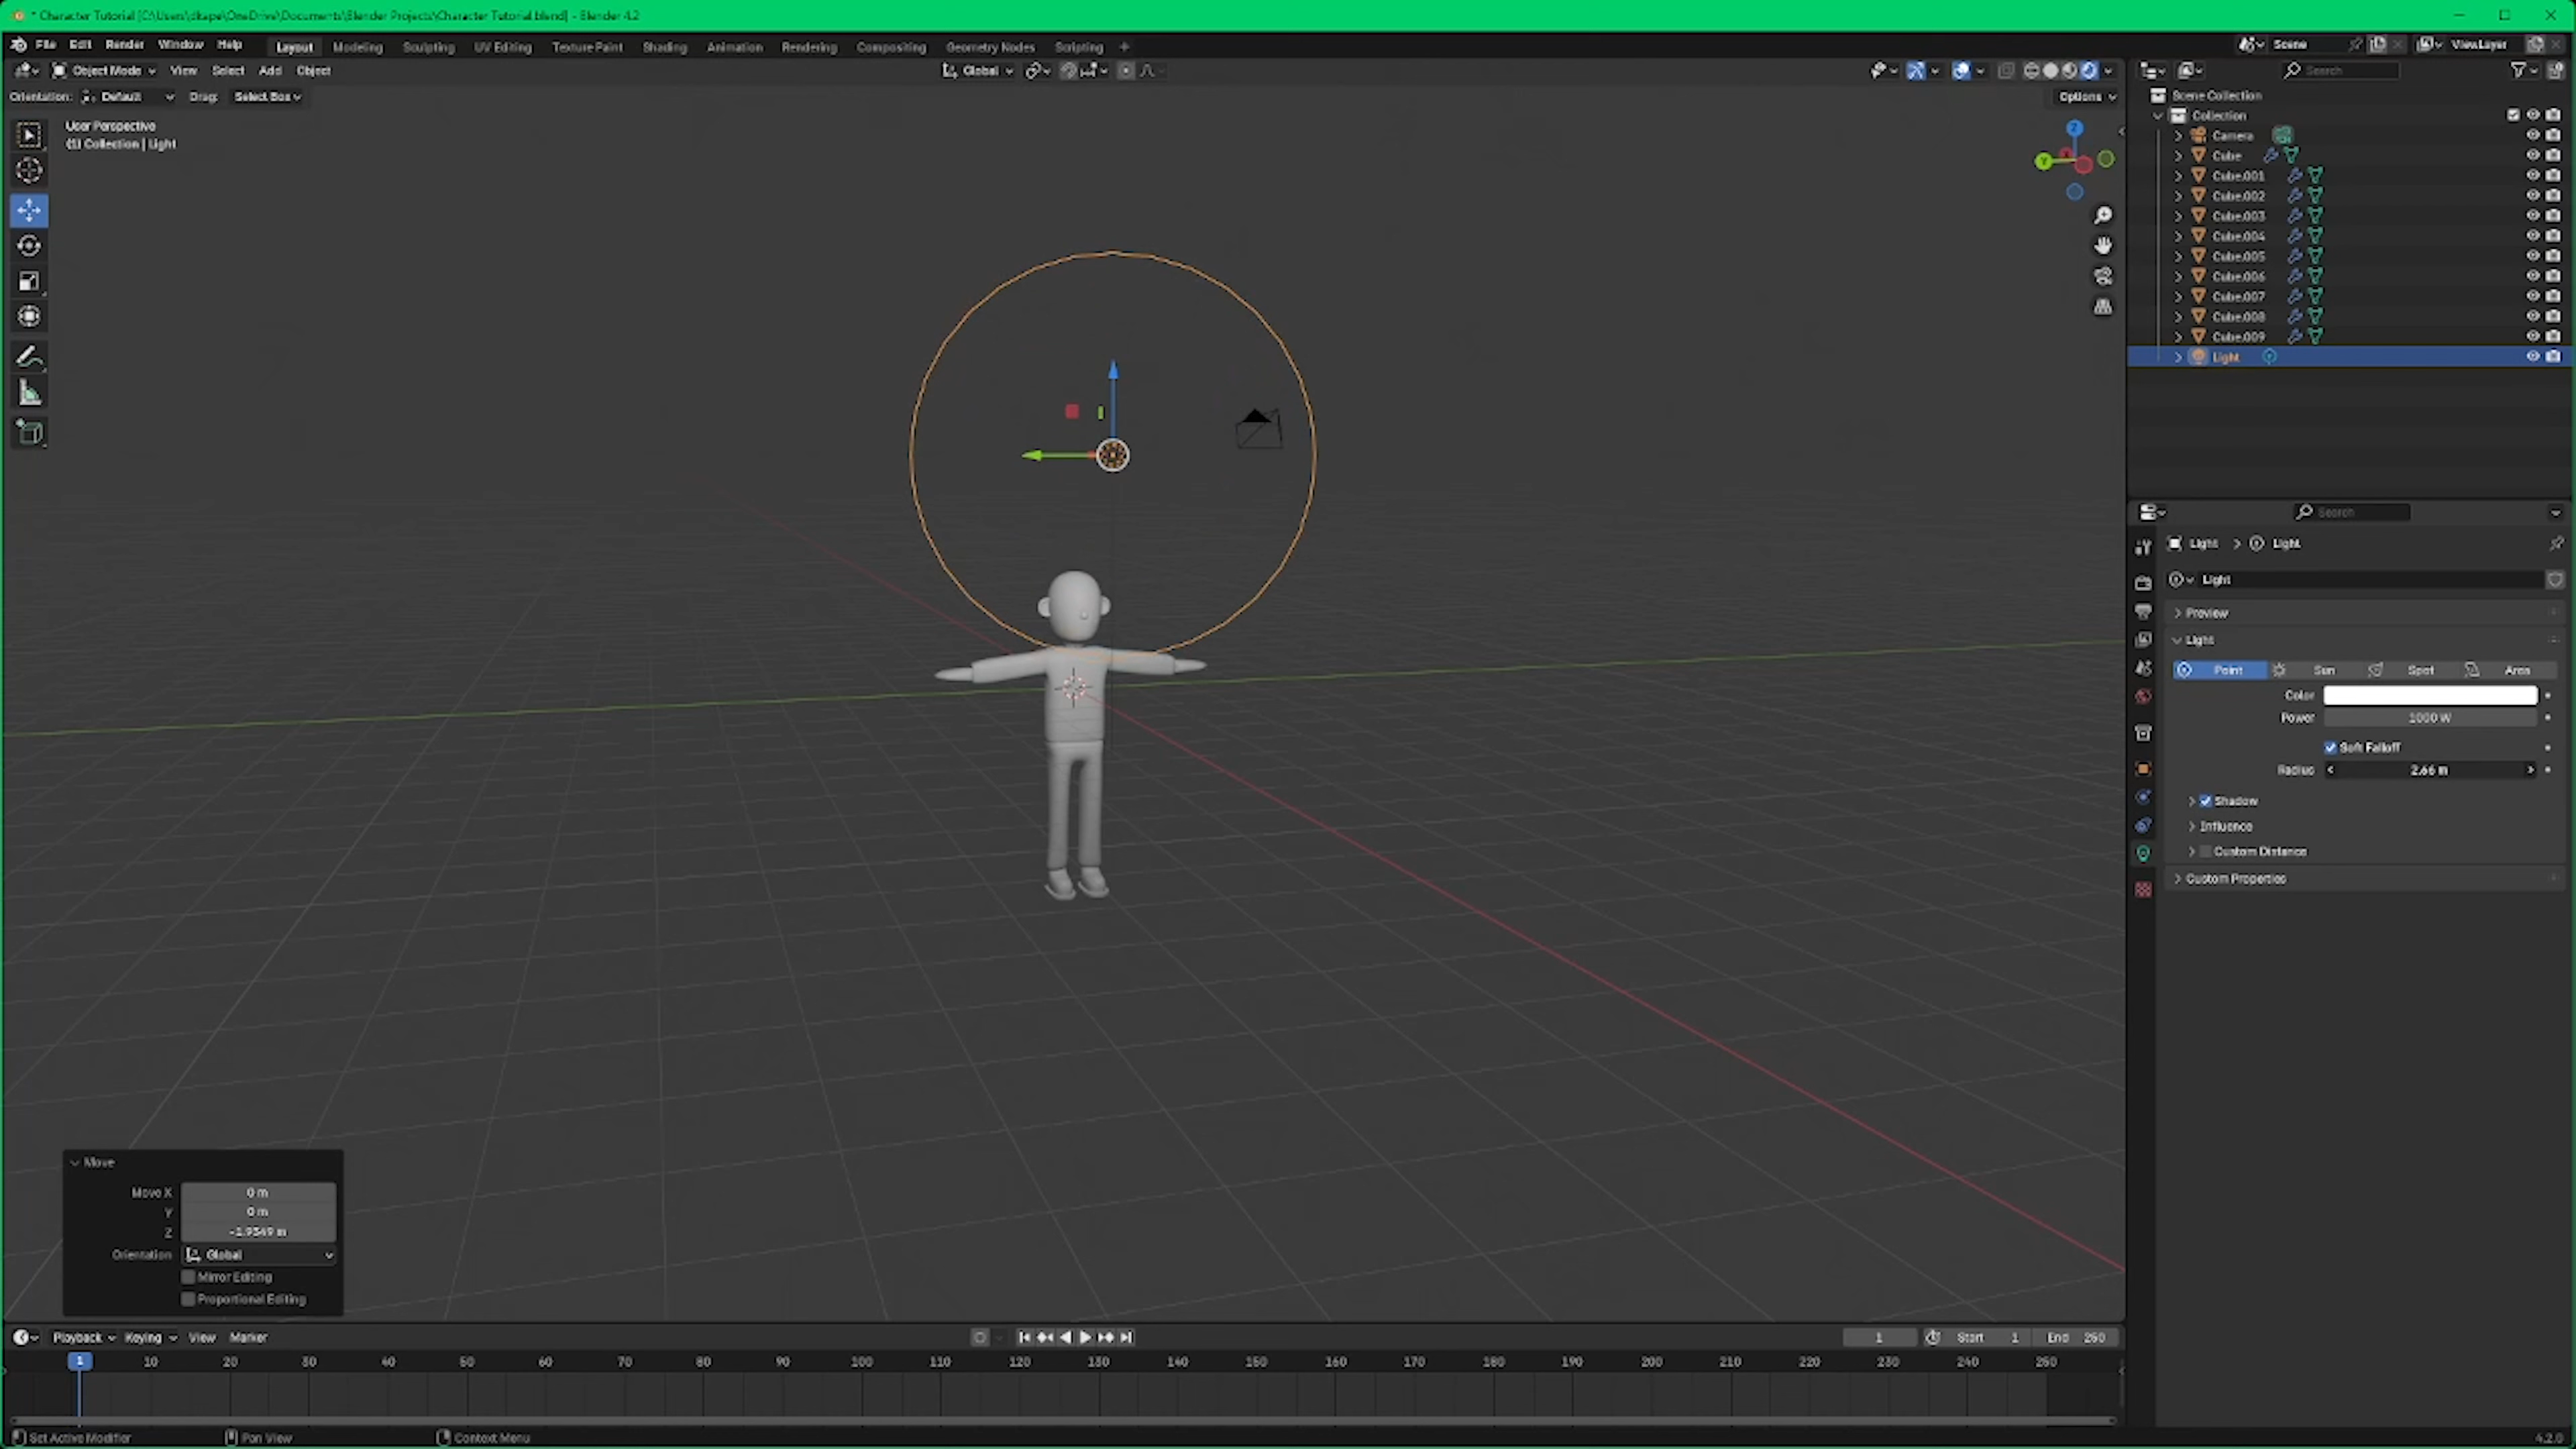 * Character Tutorial [C:\Users\dkape\OneDrive\Documents\Blender Projects\Character Tutorial.blend] - Blender 4.2
File Edit Render Window Help Layout Modeling Sculpting UV Editing Texture Paint Shading Animation Rendering Compositing Geometry Nodes Scripting + Scene ViewLayer
Object Mode View Select Add Object Global Search
Orientation: Default Drag: Select Box Options
User Perspective
(1) Collection | Light
Z
Y
Scene Collection
Collection
Camera
Cube
Cube.001
Cube.002
Cube.003
Cube.004
Cube.005
Cube.006
Cube.007
Cube.008
Cube.009
Light
Search
Light > Light
Light
Preview
Light
Point Sun Spot Area
Color
Power 1000 W
Soft Falloff
Radius 2.66 m
Shadow
Influence
Custom Distance
Custom Properties
Move
Move X 0 m
Y 0 m
Z -1.9349 m
Orientation Global
Mirror Editing
Proportional Editing
Playback Keying View Marker 1 Start 1 End 250
1 10 20 30 40 50 60 70 80 90 100 110 120 130 140 150 160 170 180 190 200 210 220 230 240 250
Set Active Modifier Pan View Context Menu 4.2.0